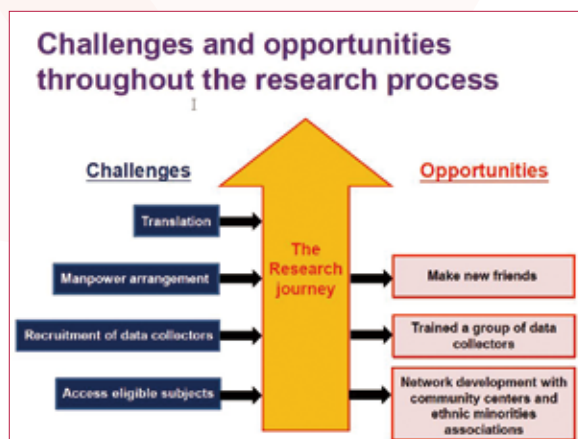 Challenges and opportunities
throughout the research process
Challenges
Opportunities
Translation
Manpower arrangement
Recruitment of data collectors
Access eligible subjects
The
Research
journey
Make new friends
Trained a group of data
collectors
Network development with
community centers and
ethnic minorities
associations